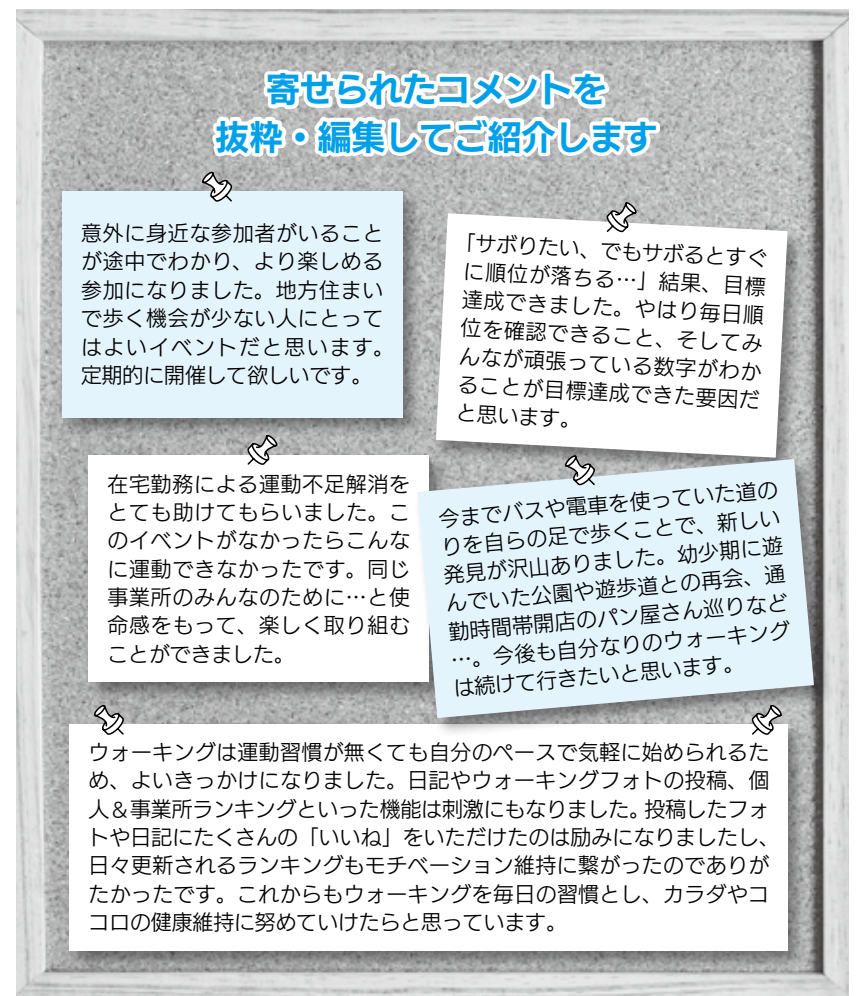 寄せられたコメントを
抜粋・編集してご紹介します
意外に身近な参加者がいること
が途中でわかり、より楽しめる
参加になりました。地方住まい
で歩く機会が少ない人にとって
はよいイベントだと思います。
定期的に開催して欲しいです。
「サボりたい、でもサボるとすぐ
に順位が落ちる…」結果、目標
達成できました。やはり毎日順
位を確認できること、そしてみ
んなが頑張っている数字がわか
ることが目標達成できた要因だ
と思います。
在宅勤務による運動不足解消を
とても助けてもらいました。こ
のイベントがなかったらこんな
に運動できなかったです。同じ
事業所のみんなのために…と使
命感をもって、楽しく取り組む
ことができました。
今までバスや電車を使っていた道の
りを自らの足で歩くことで、新しい
発見が沢山ありました。幼少期に遊
んでいた公園や遊歩道との再会、通
勤時間帯開店のパン屋さん巡りなど
…。今後も自分なりのウォーキング
は続けて行きたいと思います。
ウォーキングは運動習慣が無くても自分のペースで気軽に始められるた
め、よいきっかけになりました。日記やウォーキングフォトの投稿、個
人＆事業所ランキングといった機能は刺激にもなりました。投稿したフォ
トや日記にたくさんの「いいね」をいただけたのは励みになりましたし、
日々更新されるランキングもモチベーション維持に繋がったのでありが
たかったです。これからもウォーキングを毎日の習慣とし、カラダやコ
コロの健康維持に努めていけたらと思っています。